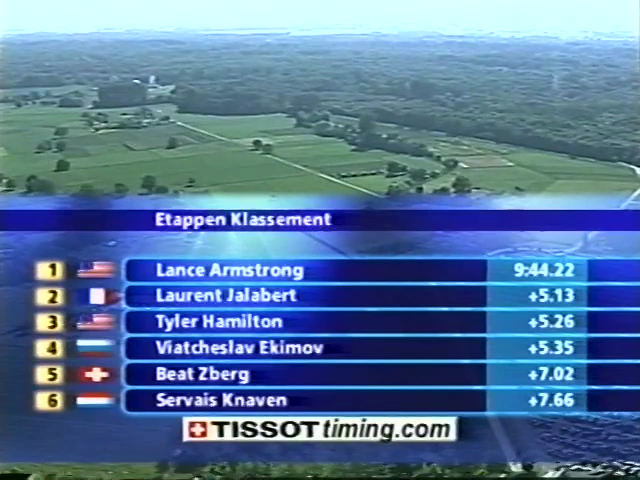 Etappen Klassement
1 Lance Armstrong 9:44.22
2 Laurent Jalabert +5.13
3 Tyler Hamilton +5.26
4 Viatcheslav Ekimov +5.35
5 Beat Zberg +7.02
6 Servais Knaven +7.66
TISSOTtiming.com